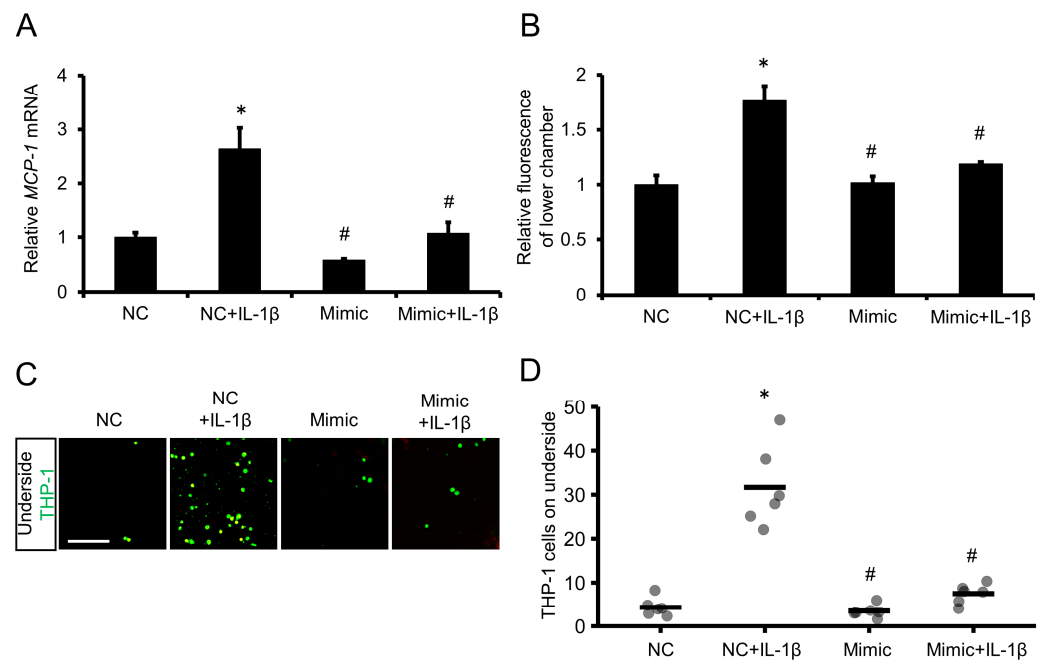 A
Relative MCP-1 mRNA
4
3
2
1
0
*
#
#
NC
NC+IL-1β
Mimic
Mimic+IL-1β
B
Relative fluorescence
of lower chamber
2
1.5
1
0.5
0
*
#
#
NC
NC+IL-1β
Mimic
Mimic+IL-1β
C
NC
NC
+IL-1β
Mimic
Mimic
+IL-1β
Underside
THP-1
D
THP-1 cells on underside
50
40
30
20
10
0
*
#
#
NC
NC+IL-1β
Mimic
Mimic+IL-1β